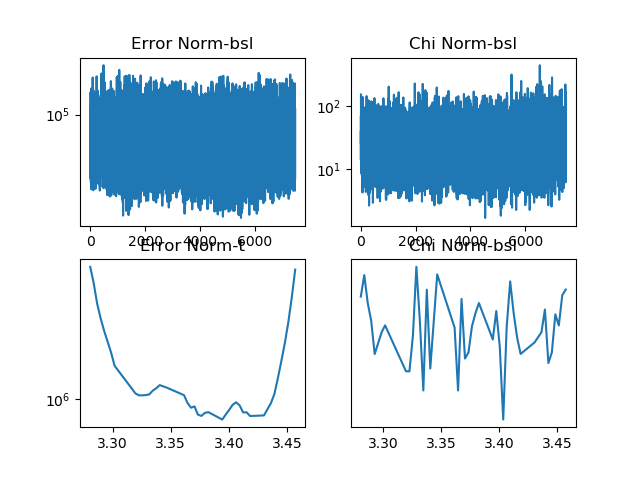 Error Norm-bsl
Chi Norm-bsl
10^5
10^2
10^1
0 2000 4000 6000
0 2000 4000 6000
Error Norm-t
Chi Norm-bsl
10^6
3.30 3.35 3.40 3.45
3.30 3.35 3.40 3.45